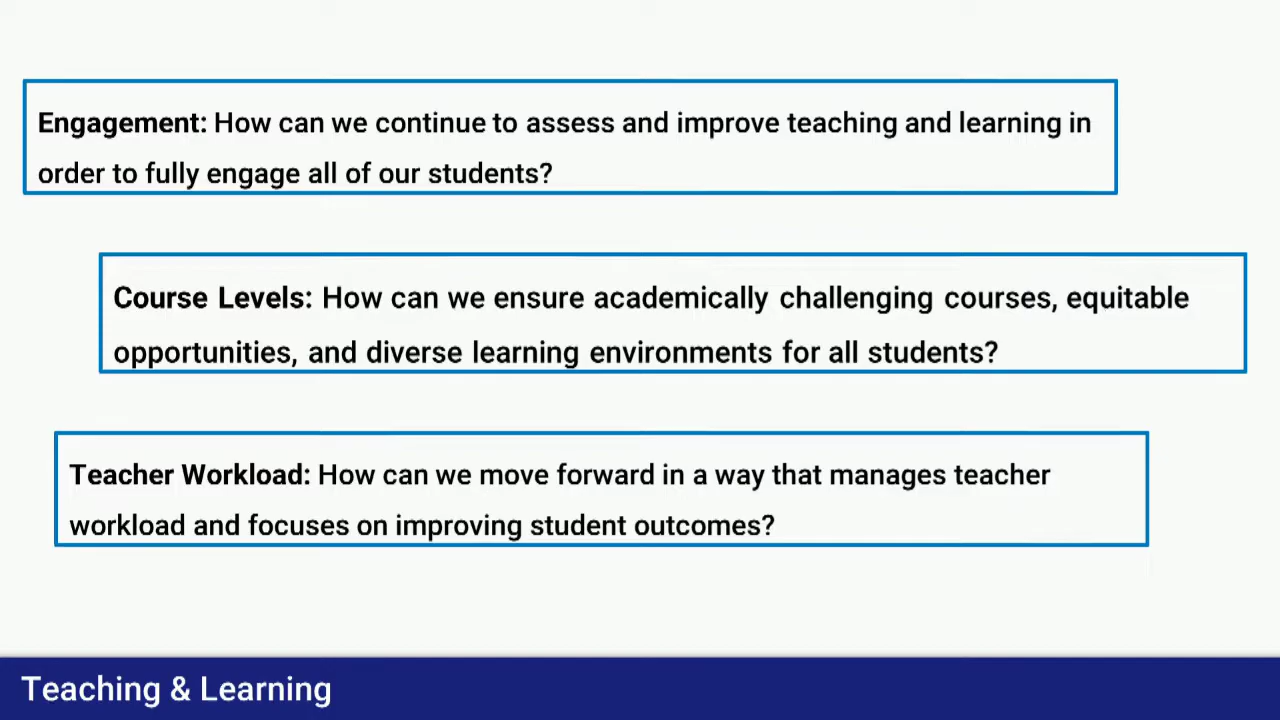 Engagement: How can we continue to assess and improve teaching and learning in
order to fully engage all of our students?
Course Levels: How can we ensure academically challenging courses, equitable
opportunities, and diverse learning environments for all students?
Teacher Workload: How can we move forward in a way that manages teacher
workload and focuses on improving student outcomes?
Teaching & Learning